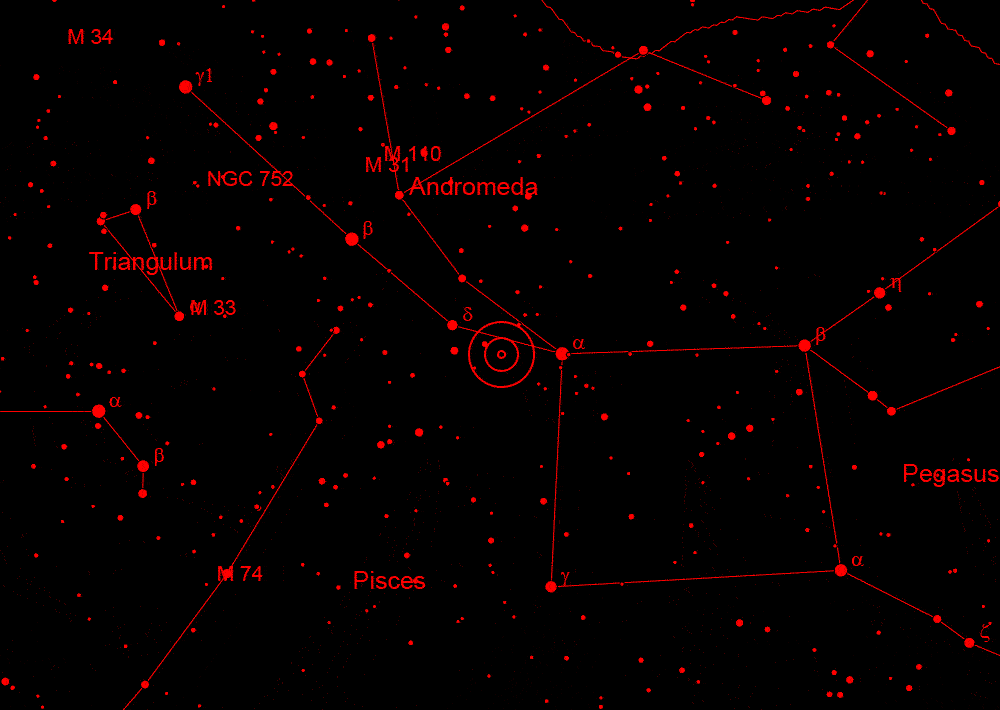 M 34
γ1
M 110
M 31
NGC 752
Andromeda
β
β
Triangulum
η
M 33
δ
β
α
α
β
Pegasus
α
M 74
Pisces
γ
ζ